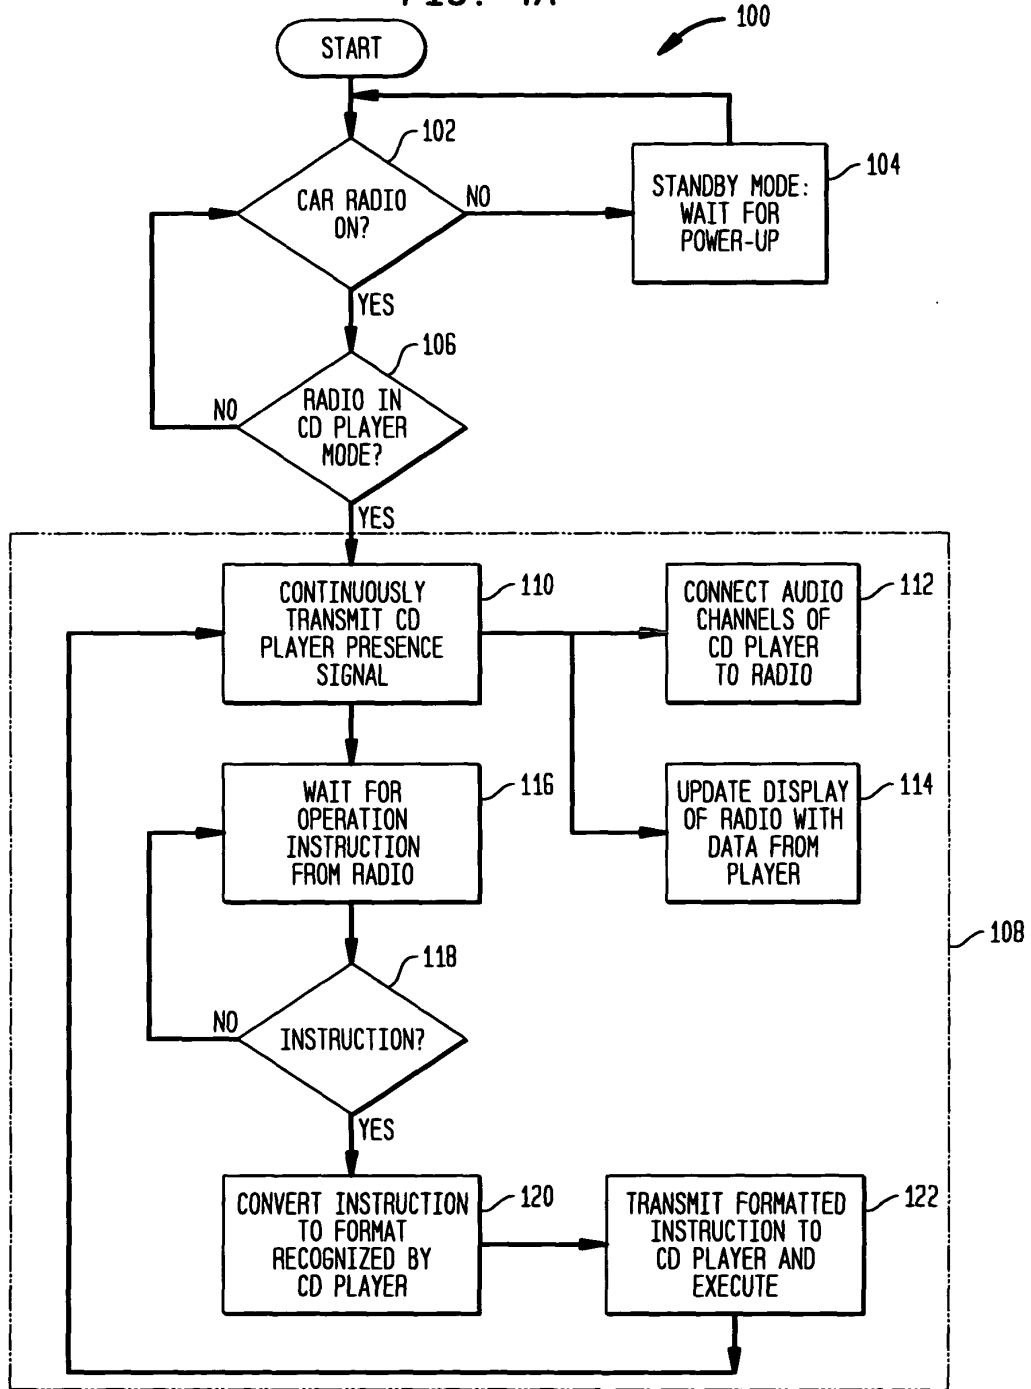 FIG. 4A
100
START
102
CAR RADIO
ON?
NO
104
STANDBY MODE:
WAIT FOR
POWER-UP
YES
106
RADIO IN
CD PLAYER
MODE?
NO
YES
110
CONTINUOUSLY
TRANSMIT CD
PLAYER PRESENCE
SIGNAL
112
CONNECT AUDIO
CHANNELS OF
CD PLAYER
TO RADIO
116
WAIT FOR
OPERATION
INSTRUCTION
FROM RADIO
114
UPDATE DISPLAY
OF RADIO WITH
DATA FROM
PLAYER
108
118
INSTRUCTION?
NO
YES
120
CONVERT INSTRUCTION
TO FORMAT
RECOGNIZED BY
CD PLAYER
122
TRANSMIT FORMATTED
INSTRUCTION TO
CD PLAYER AND
EXECUTE